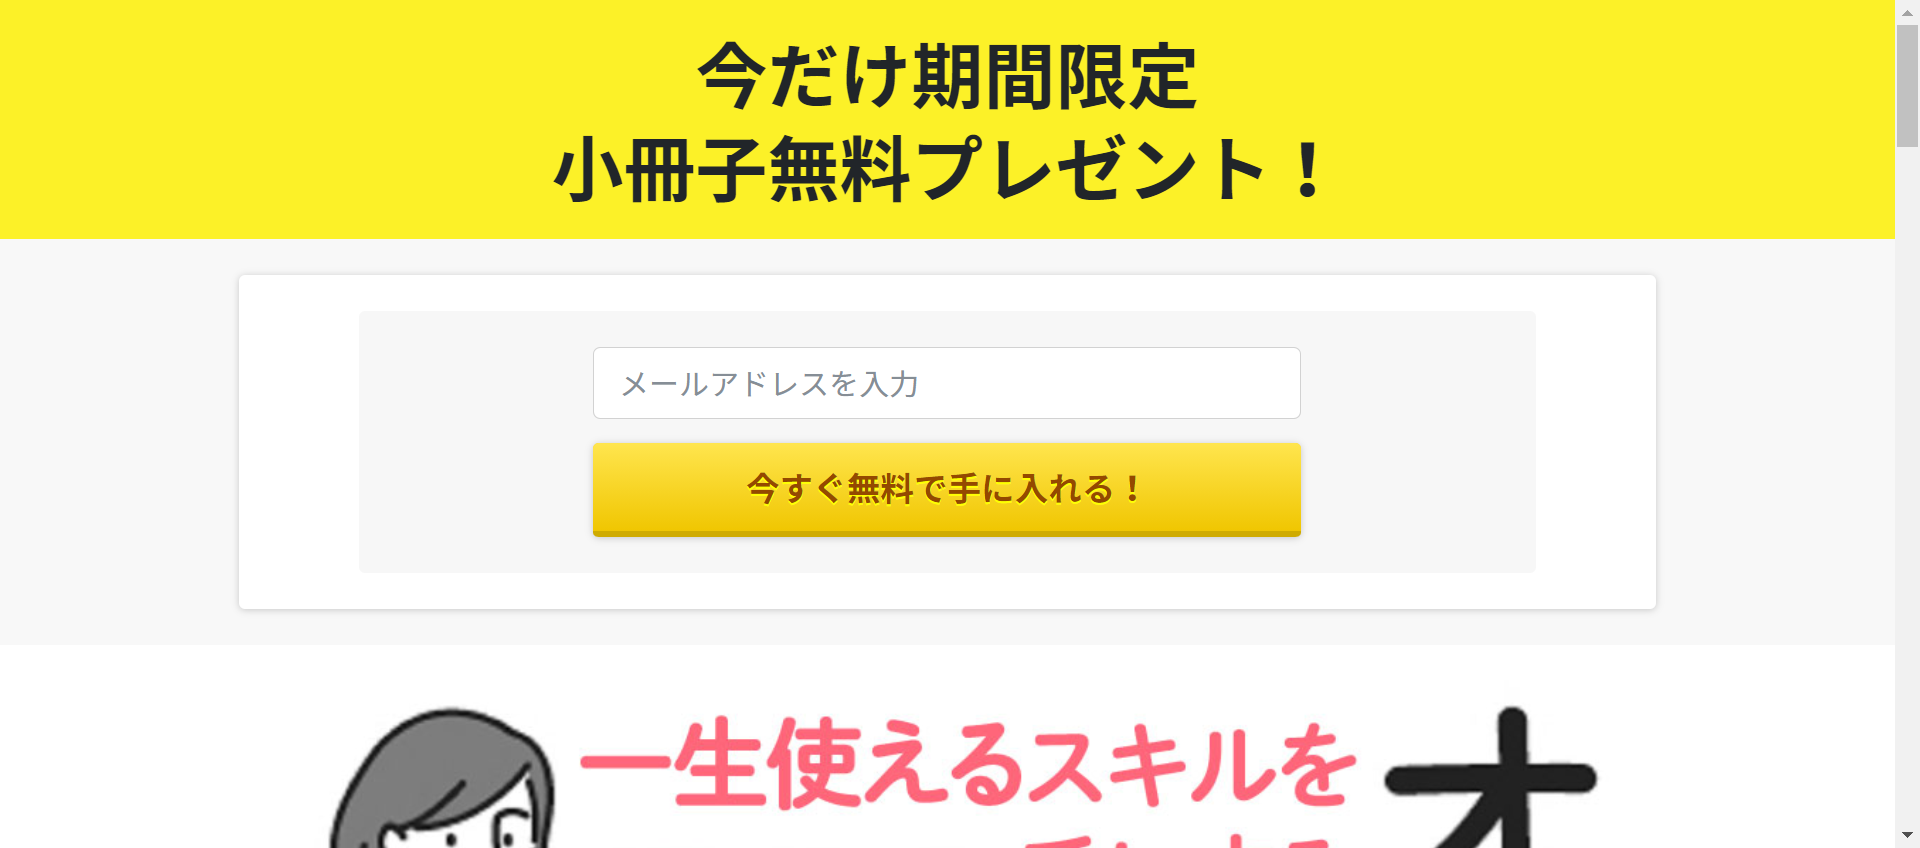 今だけ期間限定
小冊子無料プレゼント！
メールアドレスを入力
今すぐ無料で手に入れる！
一生使えるスキルを